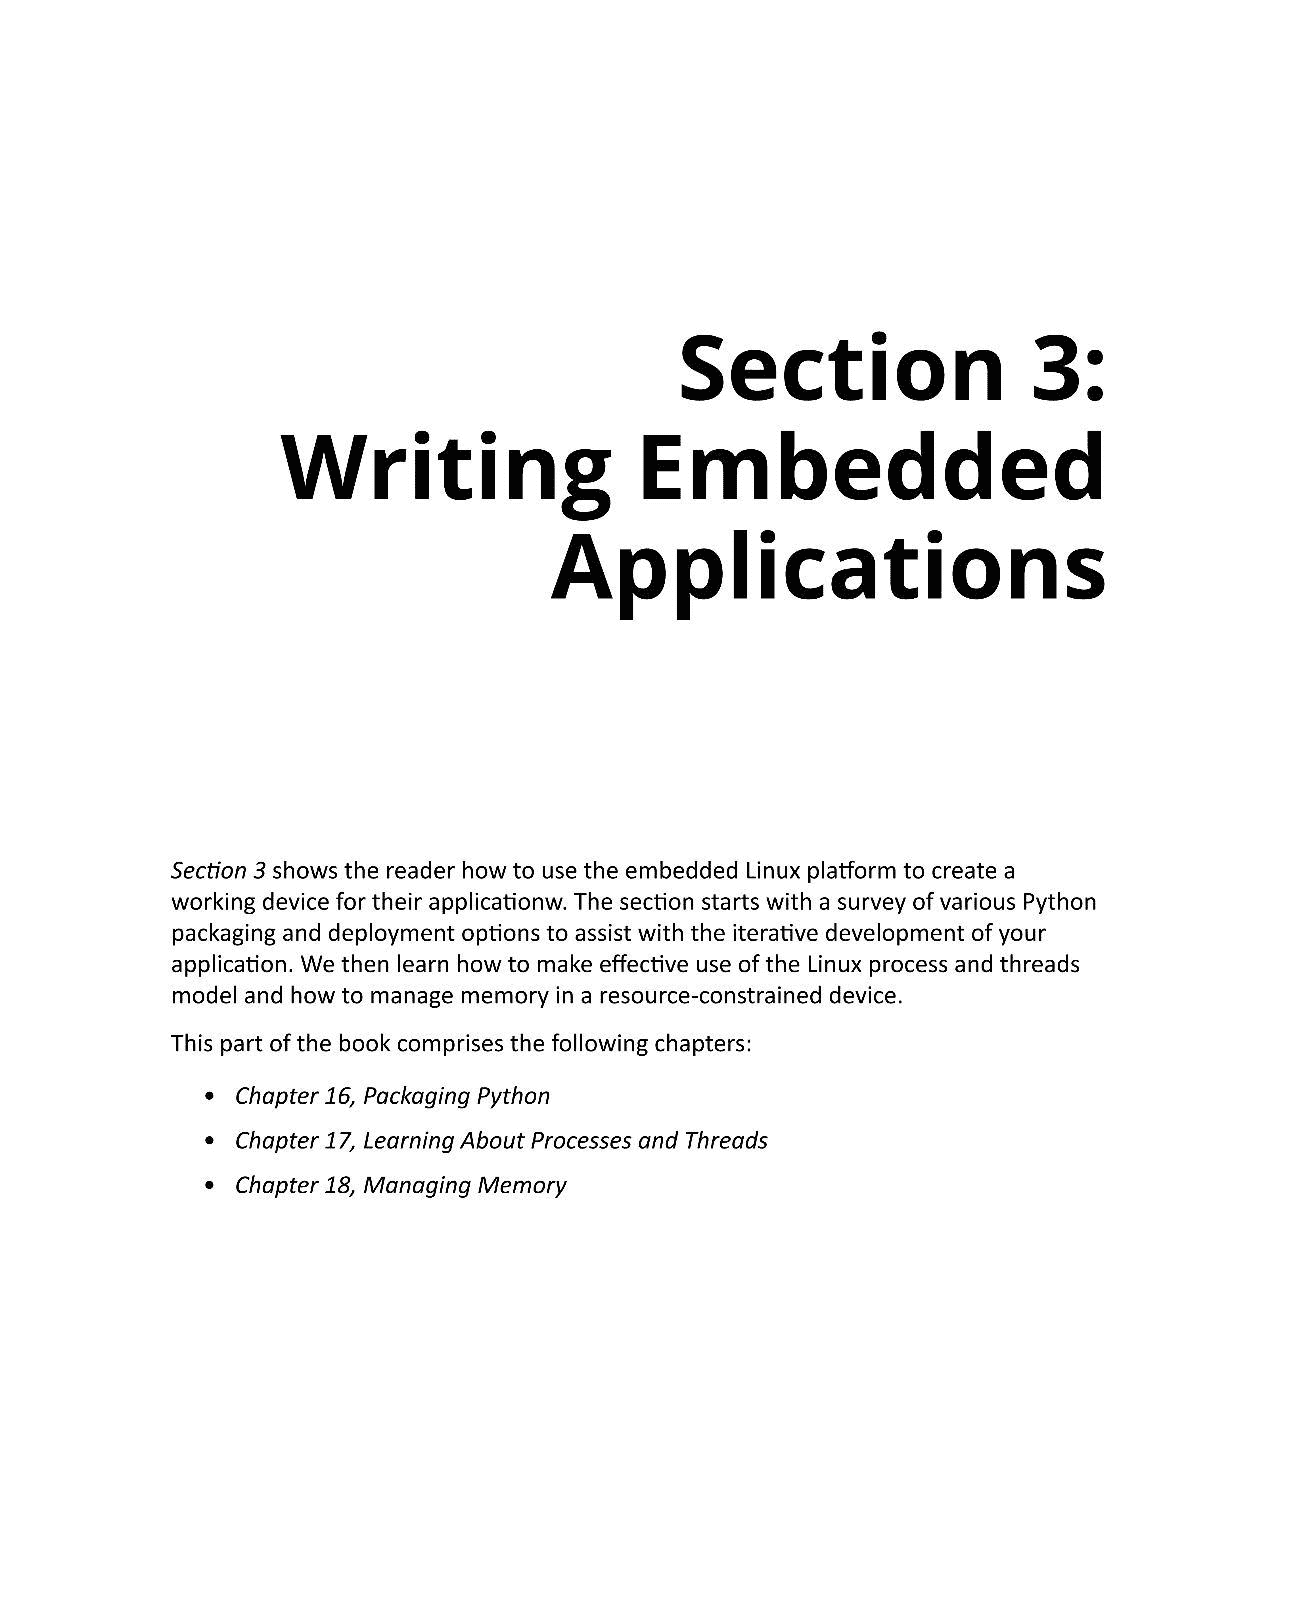 Section 3:
Writing Embedded
Applications
Section 3 shows the reader how to use the embedded Linux platform to create a
working device for their applicationw. The section starts with a survey of various Python
packaging and deployment options to assist with the iterative development of your
application. We then learn how to make effective use of the Linux process and threads
model and how to manage memory in a resource-constrained device.
This part of the book comprises the following chapters:
• Chapter 16, Packaging Python
• Chapter 17, Learning About Processes and Threads
• Chapter 18, Managing Memory